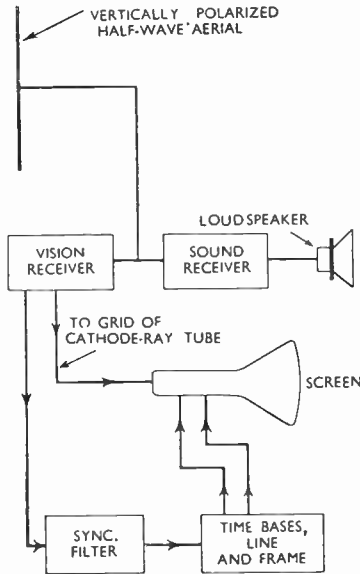 VERTICALLY POLARIZED
HALF-WAVE AERIAL
LOUDSPEAKER
VISION
RECEIVER
SOUND
RECEIVER
TO GRID OF
CATHODE-RAY TUBE
SCREEN
SYNC.
FILTER
TIME BASES,
LINE
AND FRAME